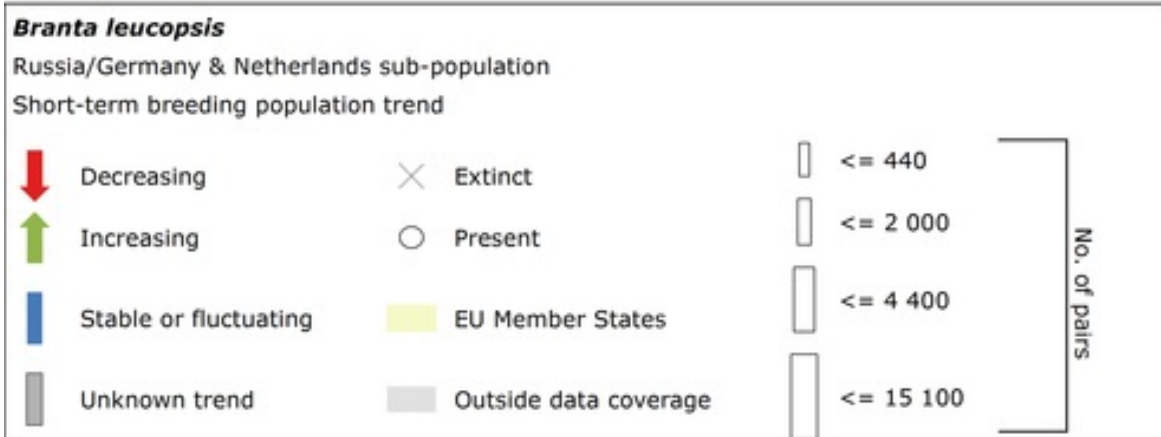 Branta leucopsis
Russia/Germany & Netherlands sub-population
Short-term breeding population trend
Decreasing
Extinct
<= 440
Increasing
Present
<= 2 000
Stable or fluctuating
EU Member States
<= 4 400
Unknown trend
Outside data coverage
<= 15 100
No. of pairs